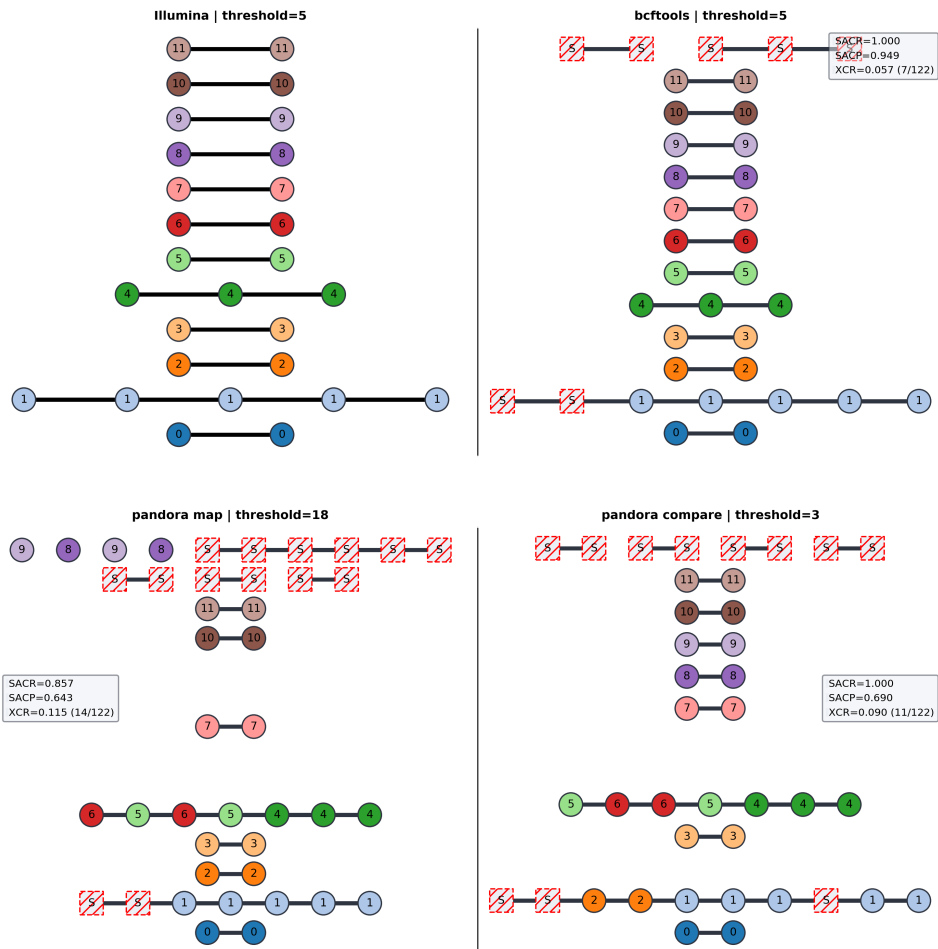 Illumina | threshold=5
11 11
10 10
9 9
8 8
7 7
6 6
5 5
4 4 4
3 3
2 2
1 1 1 1 1
0 0
bcftools | threshold=5
S S S S S
SACR=1.000
SACP=0.949
XCR=0.057 (7/122)
11 11
10 10
9 9
8 8
7 7
6 6
5 5
4 4 4
3 3
2 2
S S 1 1 1 1 1
0 0
pandora map | threshold=18
9 8 9 8 S S S S S S
S S S S S S
11 11
10 10
SACR=0.857
SACP=0.643
XCR=0.115 (14/122)
7 7
6 5 6 5 4 4 4
3 3
2 2
S S 1 1 1 1 1
0 0
pandora compare | threshold=3
S S S S S S S S
11 11
10 10
9 9
8 8
7 7
SACR=1.000
SACP=0.690
XCR=0.090 (11/122)
5 6 6 5 4 4 4
3 3
S S 2 2 1 1 1 S 1 1
0 0